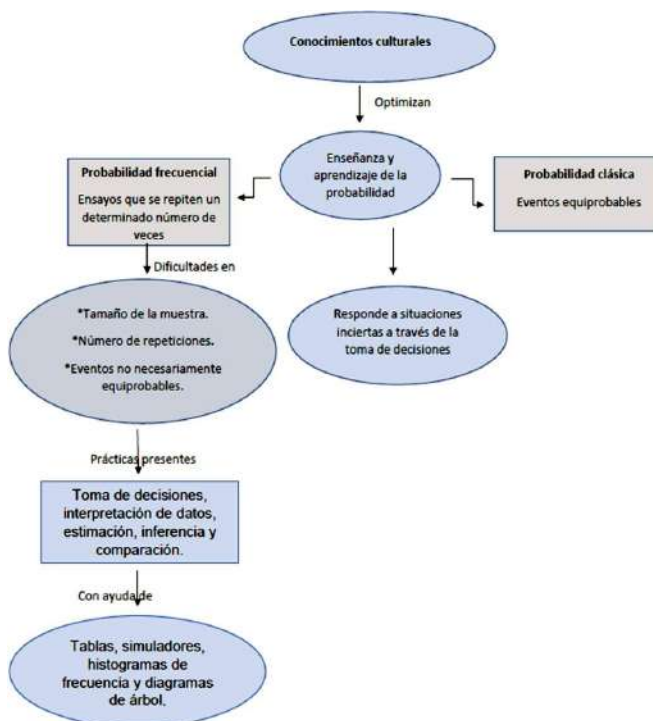 Conocimientos culturales
Optimizan
Enseñanza y
aprendizaje de la
probabilidad
Probabilidad frecuencial
Ensayos que se repiten un
determinado número de
veces
Probabilidad clásica
Eventos equiprobables
Dificultades en
*Tamaño de la muestra.
*Número de repeticiones.
*Eventos no necesariamente
equiprobables.
Responde a situaciones
inciertas a través de la
toma de decisiones
Prácticas presentes
Toma de decisiones,
interpretación de datos,
estimación, inferencia y
comparación.
Con ayuda de
Tablas, simuladores,
histogramas de
frecuencia y diagramas
de árbol.